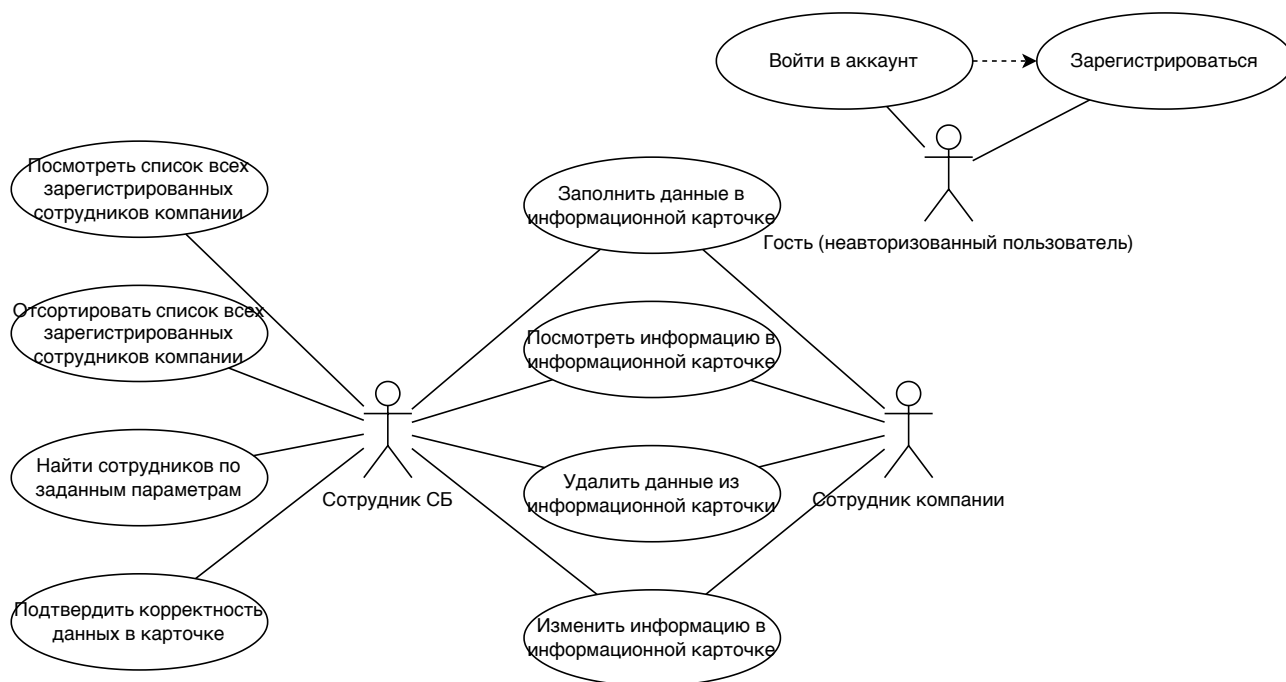 Войти в аккаунт
Зарегистрироваться
Гость (неавторизованный пользователь)
Посмотреть список всех
зарегистрированных
сотрудников компании
Заполнить данные в
информационной карточке
Отсортировать список всех
зарегистрированных
сотрудников компании
Посмотреть информацию в
информационной карточке
Найти сотрудников по
заданным параметрам
Сотрудник СБ
Удалить данные из
информационной карточки
Сотрудник компании
Подтвердить корректность
данных в карточке
Изменить информацию в
информационной карточке